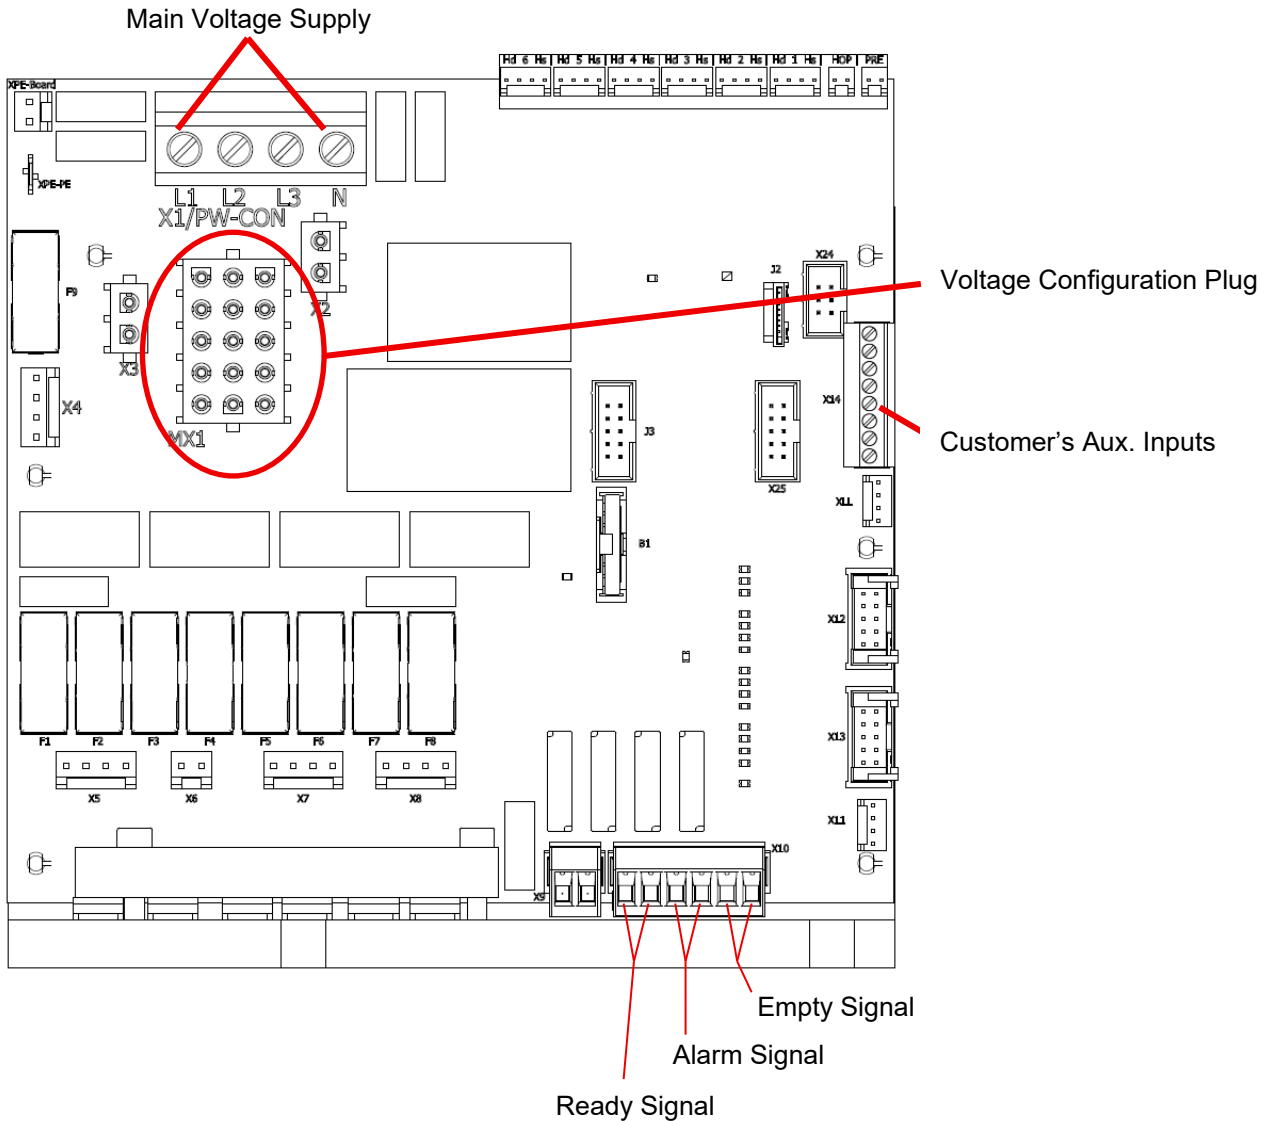 Main Voltage Supply
Hd 6 Hs Hd 5 Hs Hd 4 Hs Hd 3 Hs Hd 2 Hs Hd 1 Hs HOP PRE
XPE-Board
XPE-PE
L1 L2 L3 N
X1/PW-CON
X24
J2
Voltage Configuration Plug
F9
X2
X3
X4
X14
MX1
J3
Customer's Aux. Inputs
X25
XLL
B1
X12
F1 F2 F3 F4 F5 F6 F7 F8
X13
X5 X6 X7 X8
X11
X10
X9
Empty Signal
Alarm Signal
Ready Signal